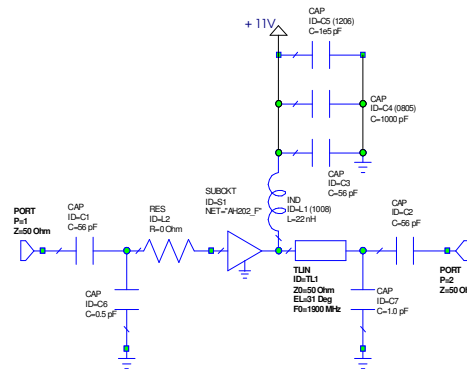 CAP
ID=C5 (1206)
C=1e5 pF
+ 11V
CAP
ID=C4 (0805)
C=1000 pF
CAP
ID=C3
C=56 pF
SUBCKT
ID=S1
NET="AH202_F"
IND
ID=L1 (1008)
L=22 nH
RES
ID=L2
R=0 Ohm
CAP
ID=C1
C=56 pF
CAP
ID=C2
C=56 pF
PORT
P=1
Z=50 Ohm
TLIN
ID=TL1
Z0=50 Ohm
EL=31 Deg
F0=1900 MHz
PORT
P=2
Z=50 Oh
CAP
ID=C6
C=0.5 pF
CAP
ID=C7
C=1.0 pF